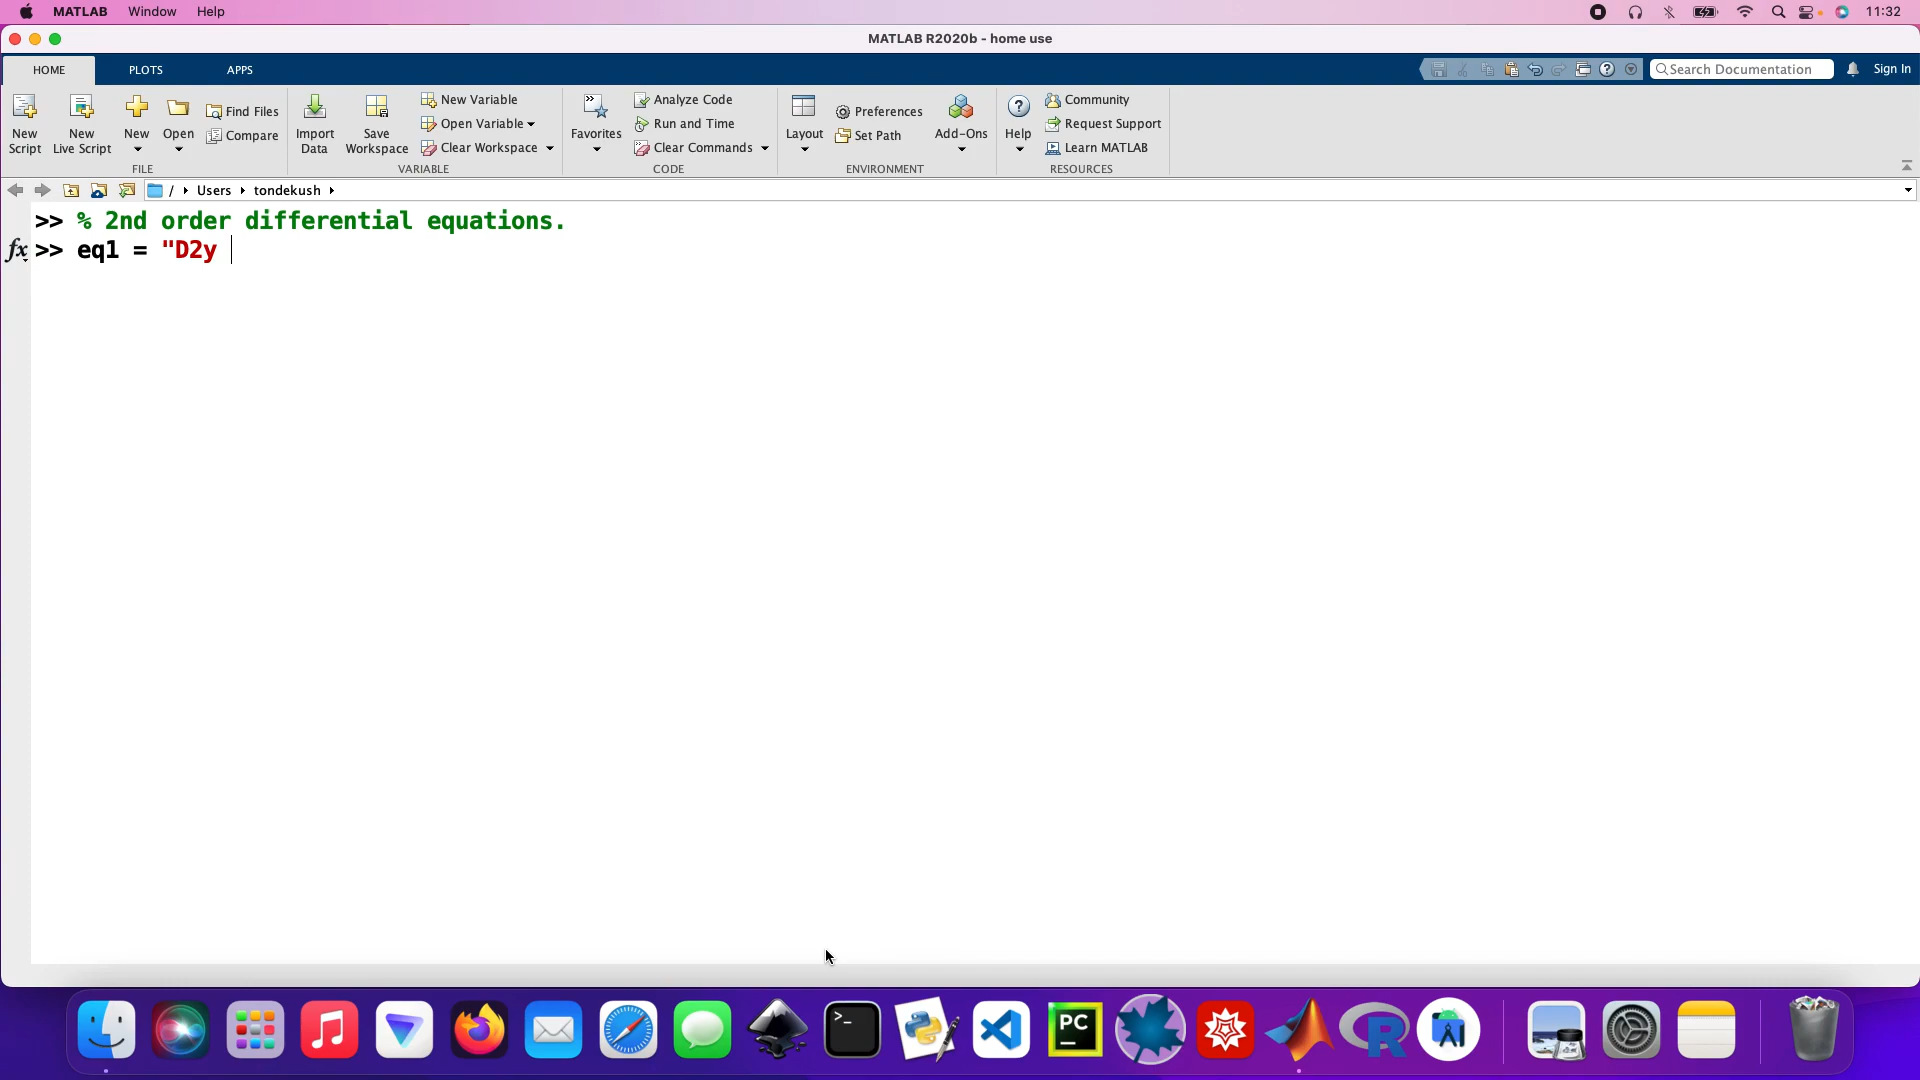 MATLAB Window Help 11:32
MATLAB R2020b - home use
HOME PLOTS APPS Search Documentation Sign In
New Script
New Live Script
New
Open
Find Files
Compare
FILE
Import Data
Save Workspace
New Variable
Open Variable
Clear Workspace
VARIABLE
Favorites
Analyze Code
Run and Time
Clear Commands
CODE
Layout
Preferences
Set Path
Add-Ons
ENVIRONMENT
Help
Community
Request Support
Learn MATLAB
RESOURCES
/ Users tondekush
>> % 2nd order differential equations.
fx >> eq1 = "D2y
>_
PC
R